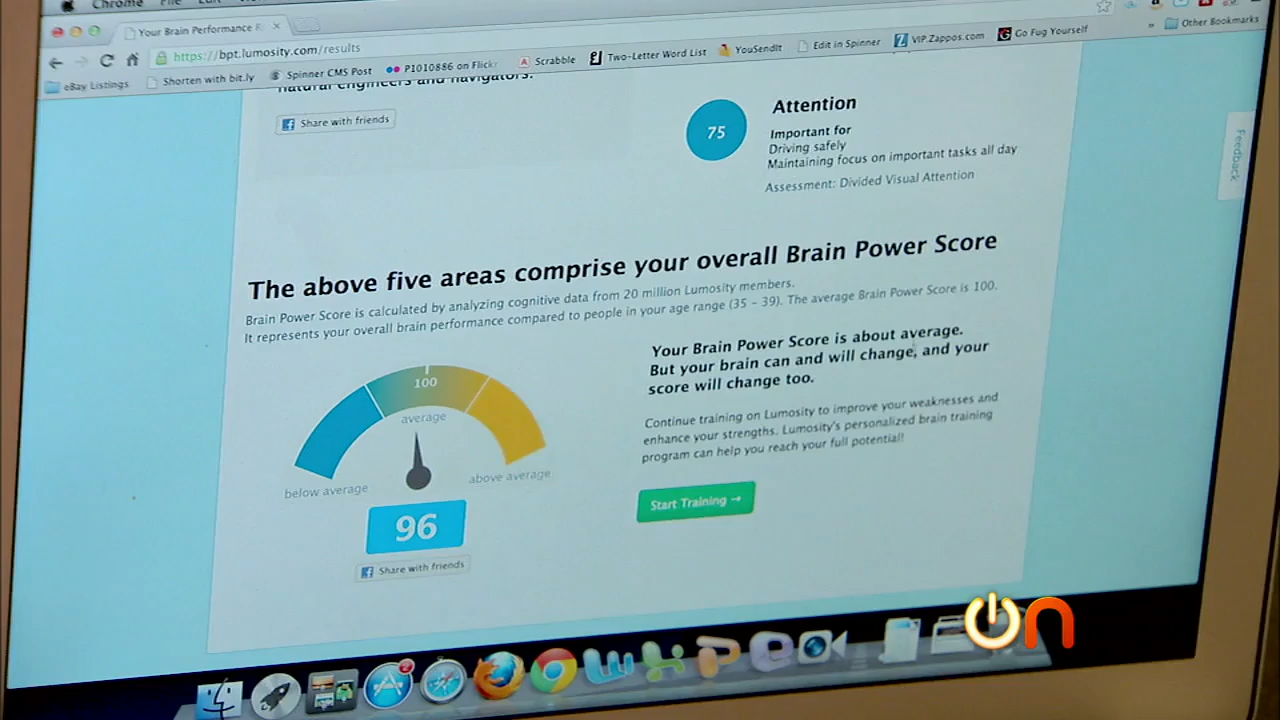 Chrome File Edit
Your Brain Performance R
https://bpt.lumosity.com/results
eBay Listings Shorten with bit.ly Spinner CMS Post P1010886 on Flickr Scrabble Two-Letter Word List YouSendIt Edit in Spinner VIP.Zappos.com Go Fug Yourself » Other Bookmarks
natural engineers and navigators.
Share with friends
75
Attention
Important for
Driving safely
Maintaining focus on important tasks all day
Assessment: Divided Visual Attention
Feedback
The above five areas comprise your overall Brain Power Score
Brain Power Score is calculated by analyzing cognitive data from 20 million Lumosity members.
It represents your overall brain performance compared to people in your age range (35 – 39). The average Brain Power Score is 100.
100
average
below average
above average
96
Share with friends
Your Brain Power Score is about average.
But your brain can and will change, and your
score will change too.
Continue training on Lumosity to improve your weaknesses and
enhance your strengths. Lumosity's personalized brain training
program can help you reach your full potential!
Start Training →
on